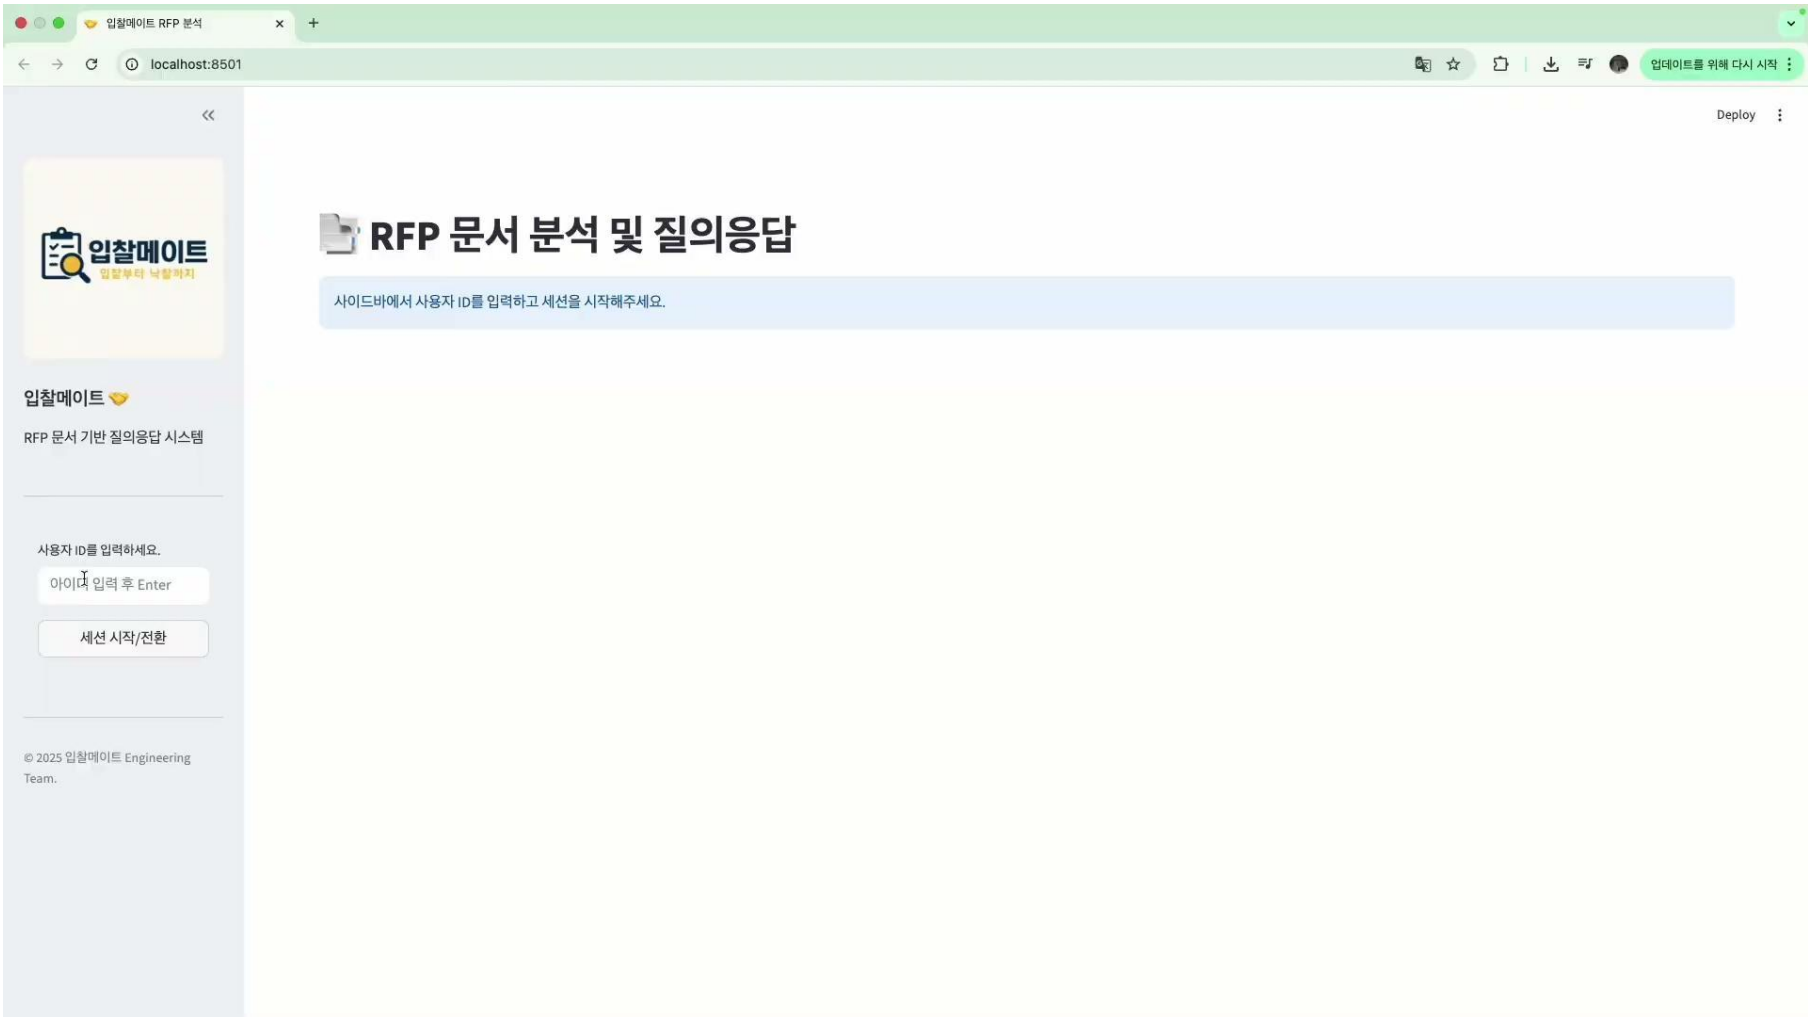 입찰메이트 RFP 분석
localhost:8501
업데이트를 위해 다시 시작
Deploy
입찰메이트
입찰부터 낙찰까지
입찰메이트
RFP 문서 기반 질의응답 시스템
사용자 ID를 입력하세요.
아이디 입력 후 Enter
세션 시작/전환
© 2025 입찰메이트 Engineering
Team.
RFP 문서 분석 및 질의응답
사이드바에서 사용자 ID를 입력하고 세션을 시작해주세요.